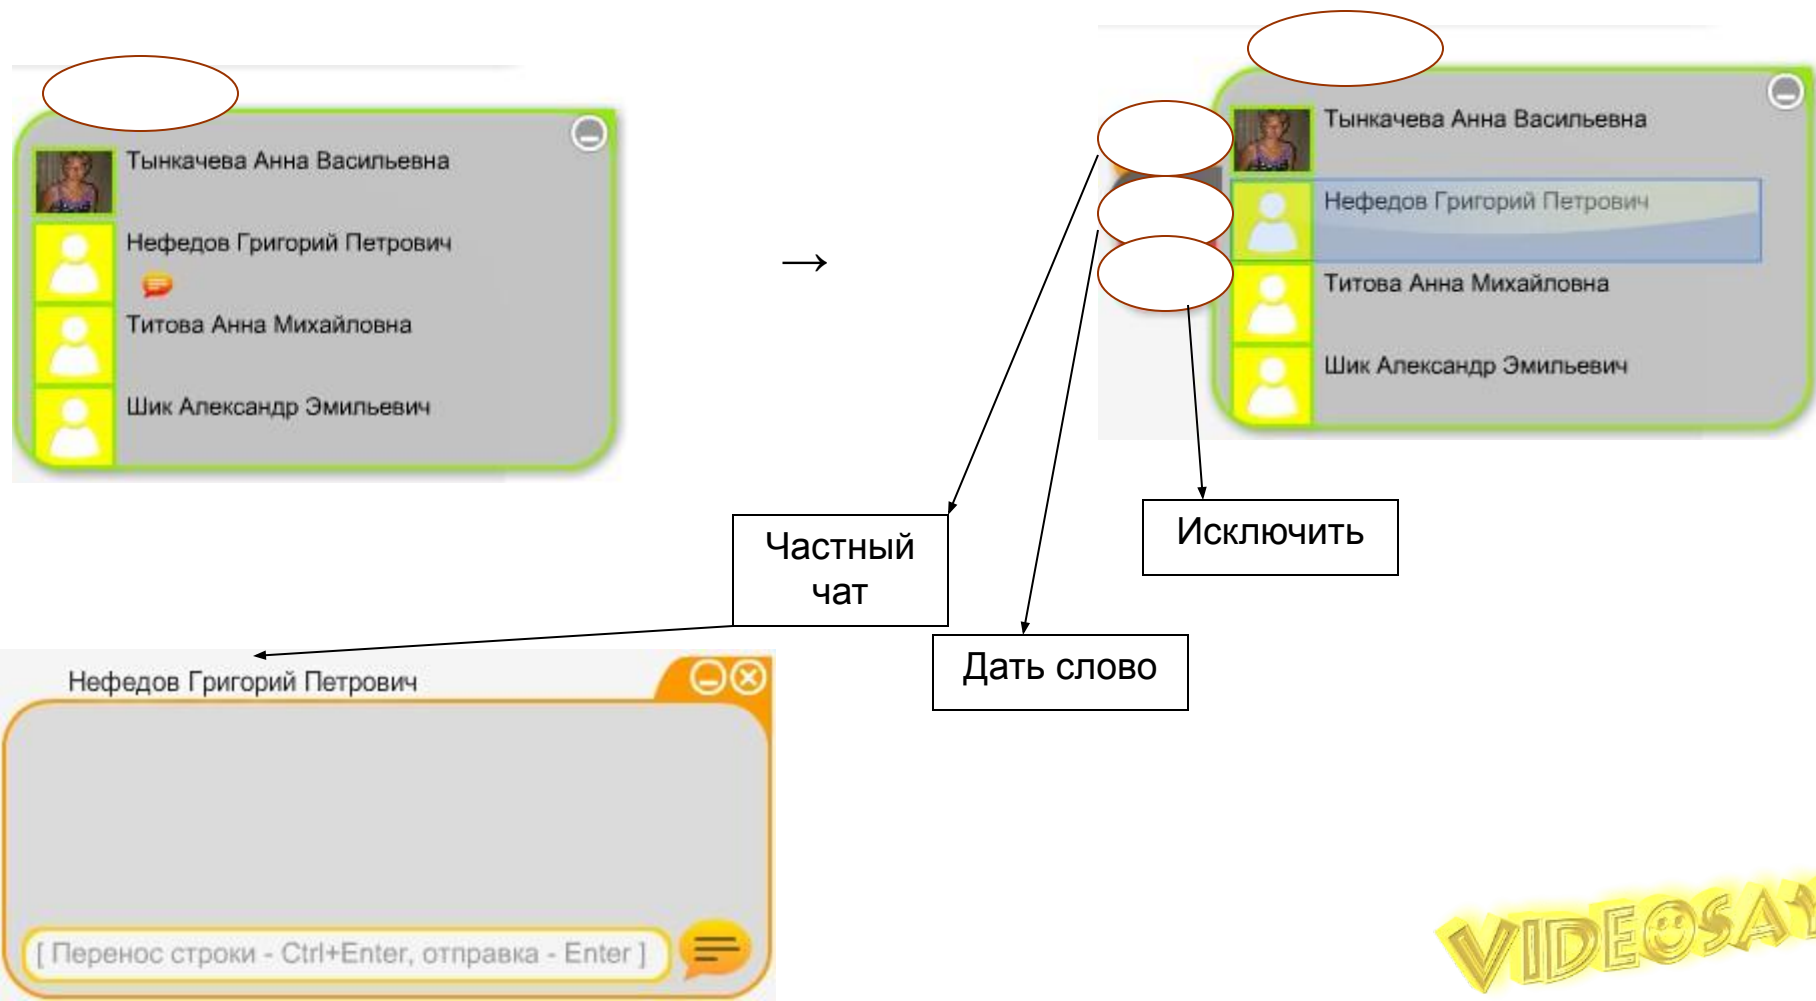 Тынкачева Анна Васильевна
Нефедов Григорий Петрович
Титова Анна Михайловна
Шик Александр Эмильевич
→
Тынкачева Анна Васильевна
Нефедов Григорий Петрович
Титова Анна Михайловна
Шик Александр Эмильевич
Частный
чат
Исключить
Дать слово
Нефедов Григорий Петрович
[ Перенос строки - Ctrl+Enter, отправка - Enter ]
VIDEOSAY